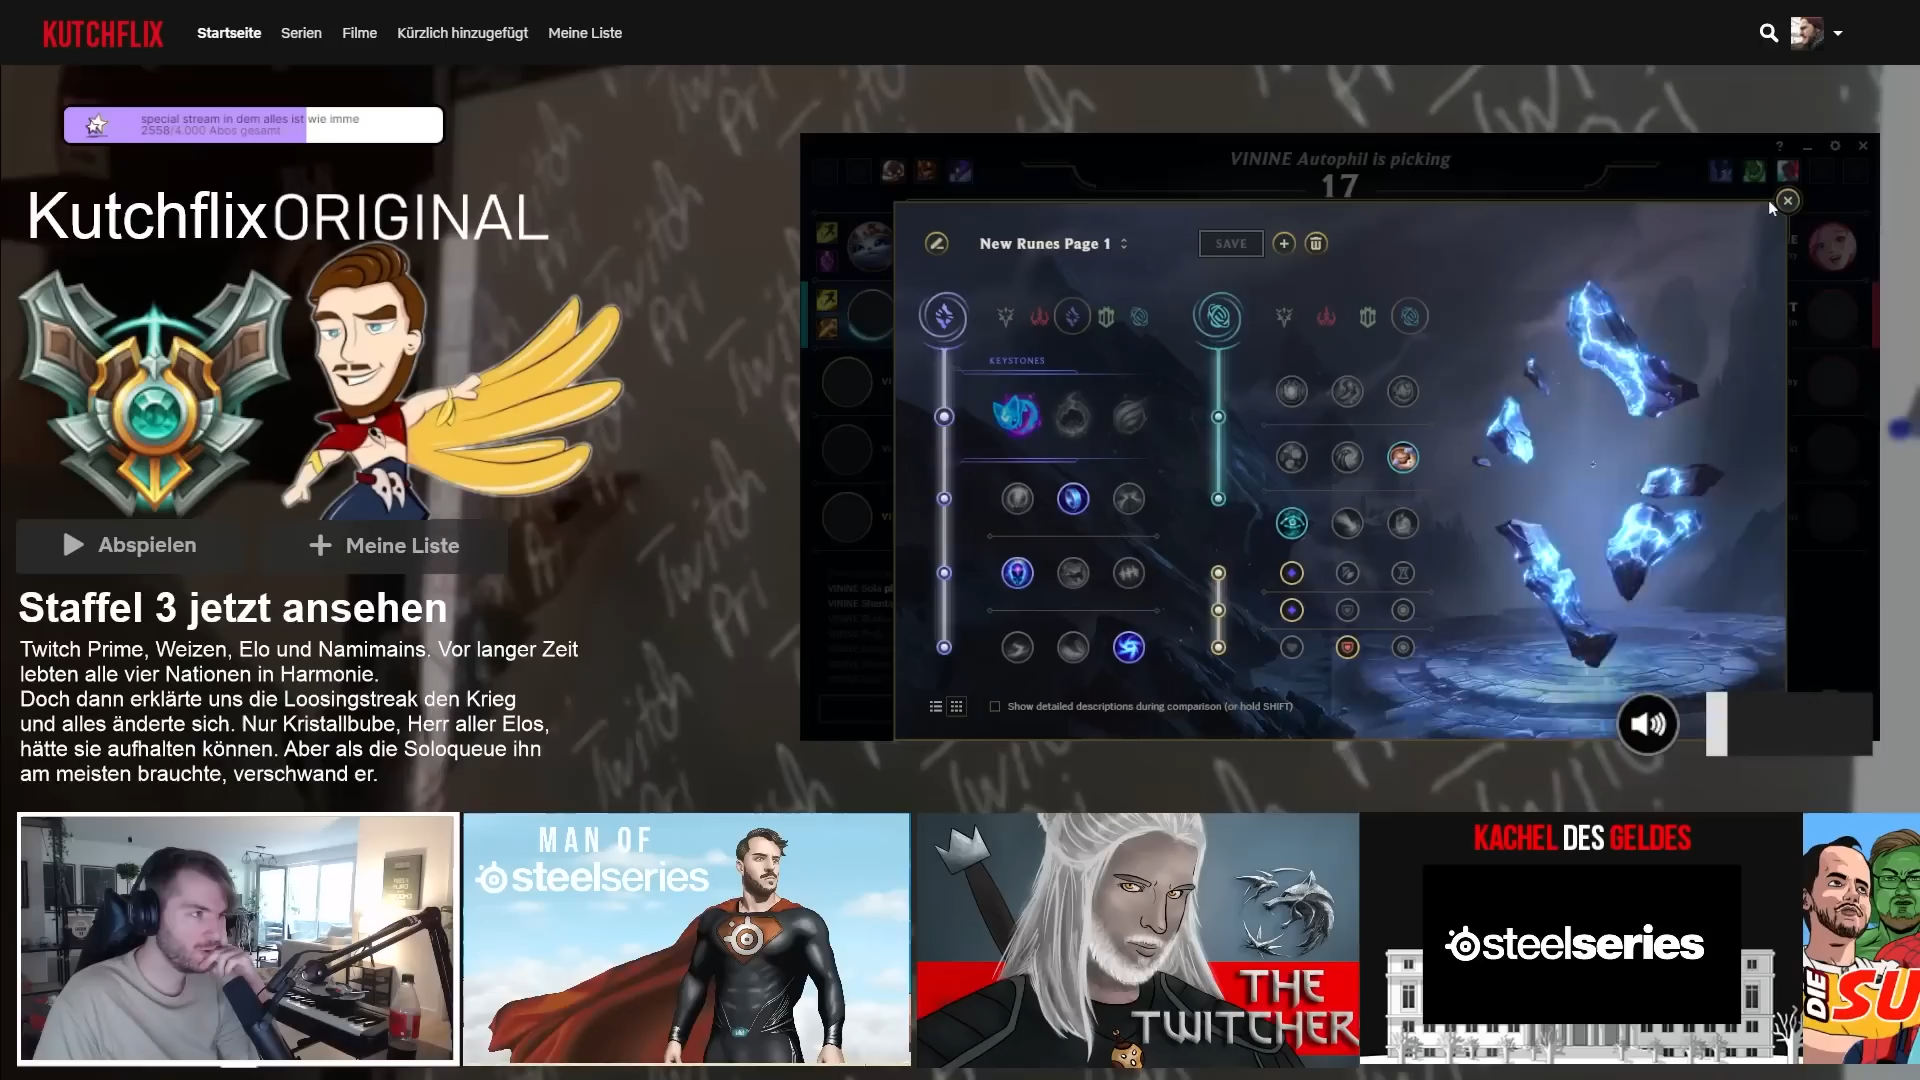 KUTCHFLIX
Startseite
Serien
Filme
Kürzlich hinzugefügt
Meine Liste
special stream in dem alles ist wie imme
2558/4.000 Abos gesamt
Kutchflix ORIGINAL
Abspielen
Meine Liste
Staffel 3 jetzt ansehen
Twitch Prime, Weizen, Elo und Namimains. Vor langer Zeit
lebten alle vier Nationen in Harmonie.
Doch dann erklärte uns die Loosingstreak den Krieg
und alles änderte sich. Nur Kristallbube, Herr aller Elos,
hätte sie aufhalten können. Aber als die Soloqueue ihn
am meisten brauchte, verschwand er.
VININE Autophil is picking
17
New Runes Page 1
SAVE
KEYSTONES
Show detailed descriptions during comparison (or hold SHIFT)
MAN OF
steelseries
THE
TWITCHER
KACHEL DES GELDES
steelseries
DIE
SU